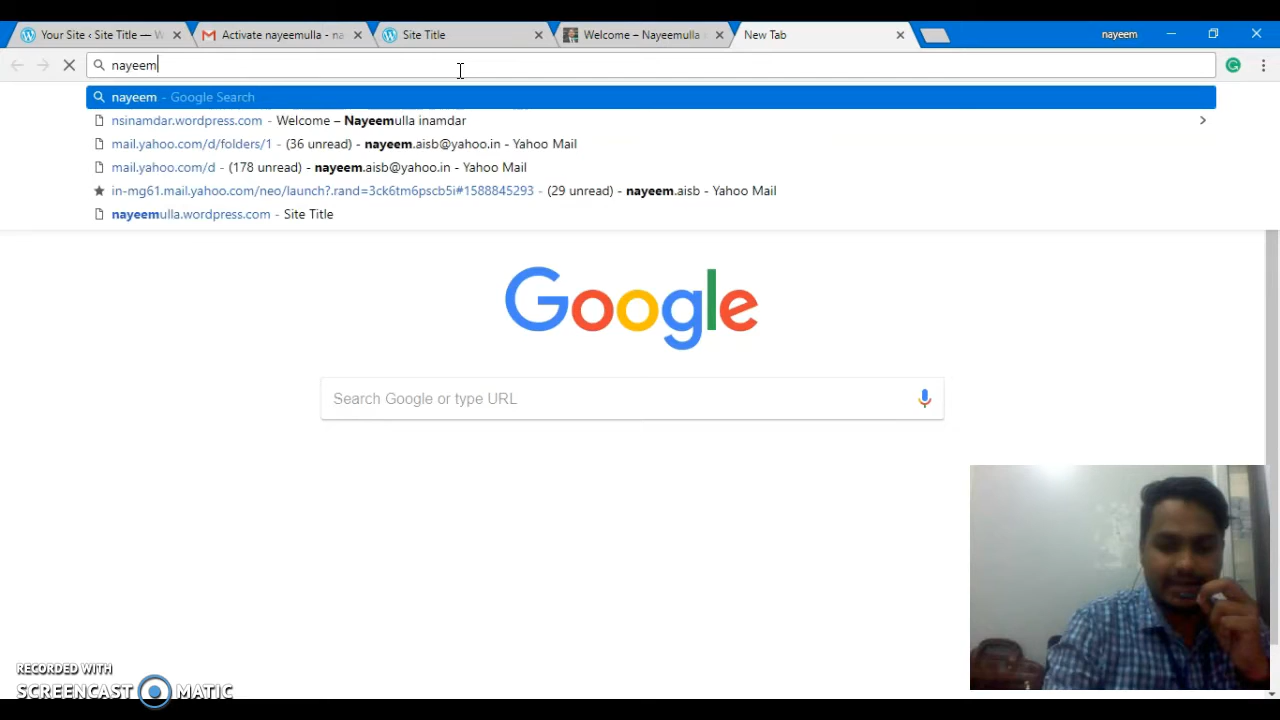 Your Site ‹ Site Title — W
Activate nayeemulla - na
Site Title
Welcome – Nayeemulla
New Tab
nayeem
nayeem
nayeem - Google Search
nsinamdar.wordpress.com - Welcome – Nayeemulla inamdar
mail.yahoo.com/d/folders/1 - (36 unread) - nayeem.aisb@yahoo.in - Yahoo Mail
mail.yahoo.com/d - (178 unread) - nayeem.aisb@yahoo.in - Yahoo Mail
in-mg61.mail.yahoo.com/neo/launch?.rand=3ck6tm6pscb5i#1588845293 - (29 unread) - nayeem.aisb - Yahoo Mail
nayeemulla.wordpress.com - Site Title
Google
Search Google or type URL
RECORDED WITH
SCREENCAST MATIC